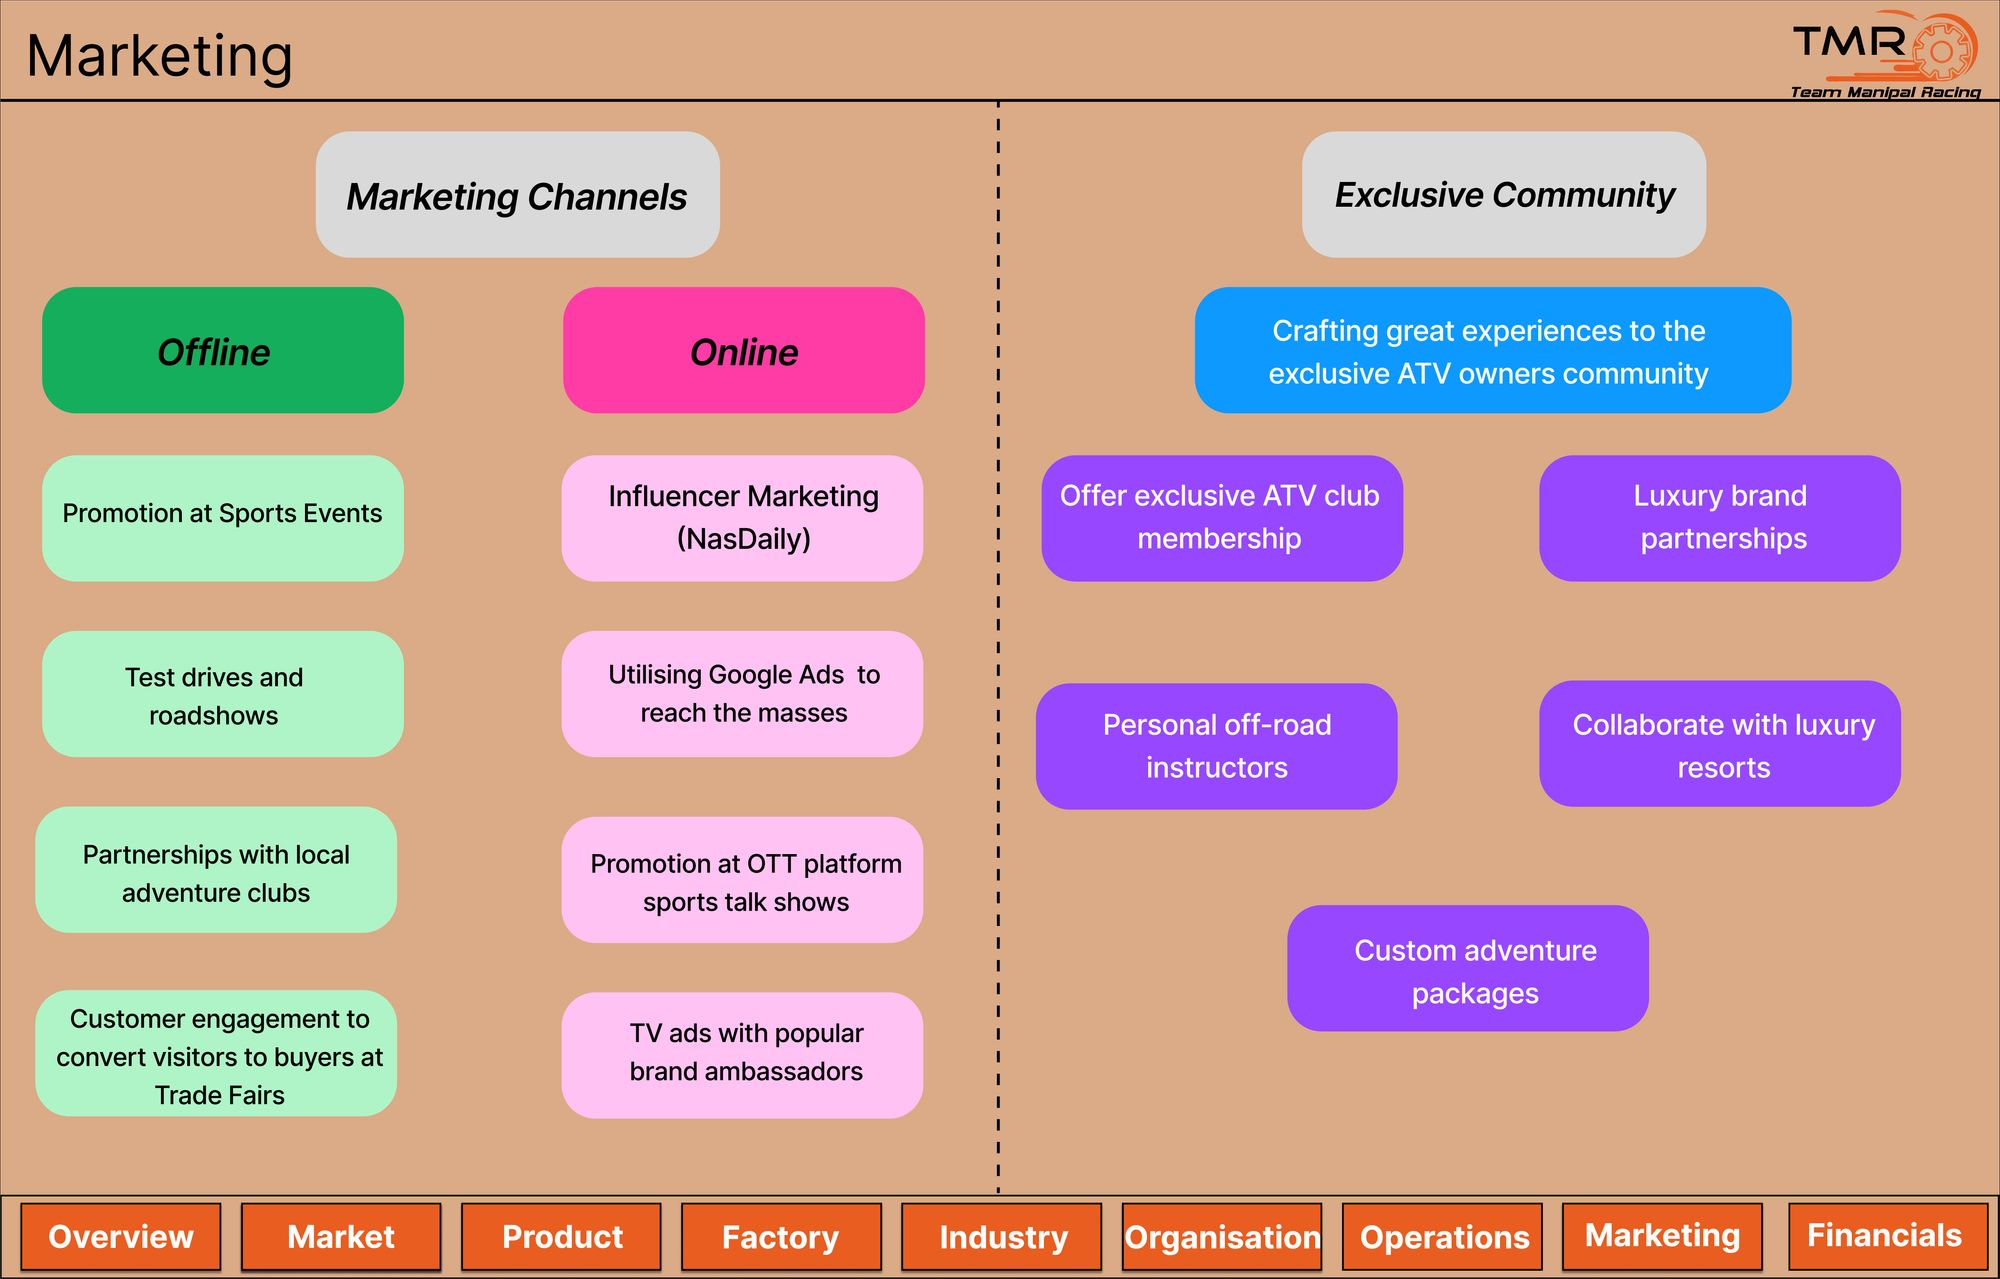 Marketing
TMR
Team Manipal Racing
Marketing Channels
Offline
Online
Promotion at Sports Events
Influencer Marketing
(NasDaily)
Test drives and
roadshows
Utilising Google Ads to
reach the masses
Partnerships with local
adventure clubs
Promotion at OTT platform
sports talk shows
Customer engagement to
convert visitors to buyers at
Trade Fairs
TV ads with popular
brand ambassadors
Exclusive Community
Crafting great experiences to the
exclusive ATV owners community
Offer exclusive ATV club
membership
Luxury brand
partnerships
Personal off-road
instructors
Collaborate with luxury
resorts
Custom adventure
packages
Overview
Market
Product
Factory
Industry
Organisation
Operations
Marketing
Financials